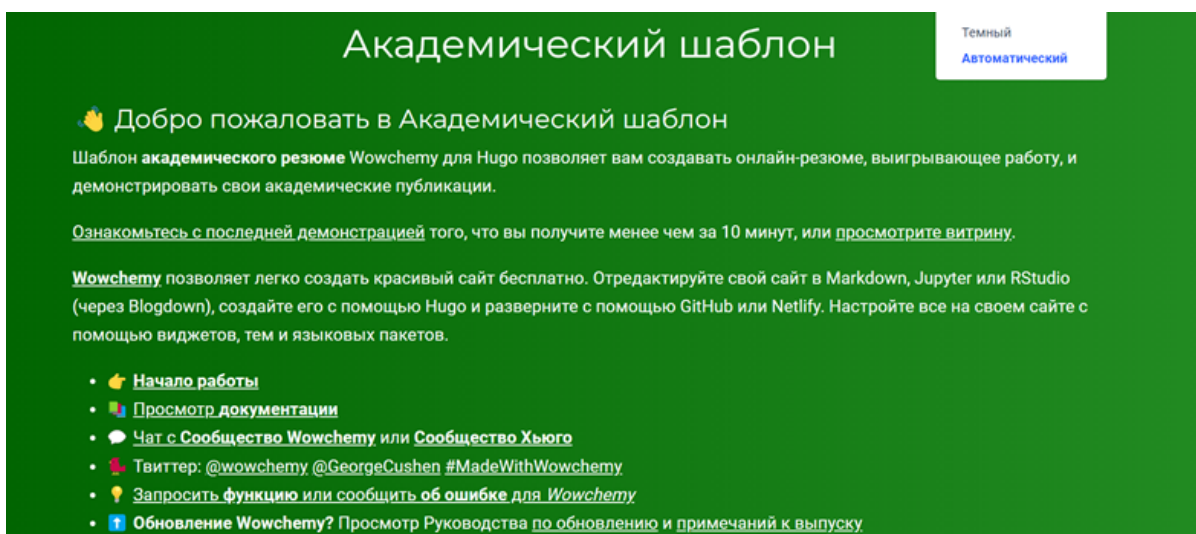 Академический шаблон
Темный
Автоматический
👋 Добро пожаловать в Академический шаблон
Шаблон академического резюме Wowchemy для Hugo позволяет вам создавать онлайн-резюме, выигрывающее работу, и
демонстрировать свои академические публикации.
Ознакомьтесь с последней демонстрацией того, что вы получите менее чем за 10 минут, или просмотрите витрину.
Wowchemy позволяет легко создать красивый сайт бесплатно. Отредактируйте свой сайт в Markdown, Jupyter или RStudio
(через Blogdown), создайте его с помощью Hugo и разверните с помощью GitHub или Netlify. Настройте все на своем сайте с
помощью виджетов, тем и языковых пакетов.
• 👉 Начало работы
• 📚 Просмотр документации
• 💬 Чат с Сообщество Wowchemy или Сообщество Хьюго
• 🐦 Твиттер: @wowchemy @GeorgeCushen #MadeWithWowchemy
• 💡 Запросить функцию или сообщить об ошибке для Wowchemy
• ⬆️ Обновление Wowchemy? Просмотр Руководства по обновлению и примечаний к выпуску